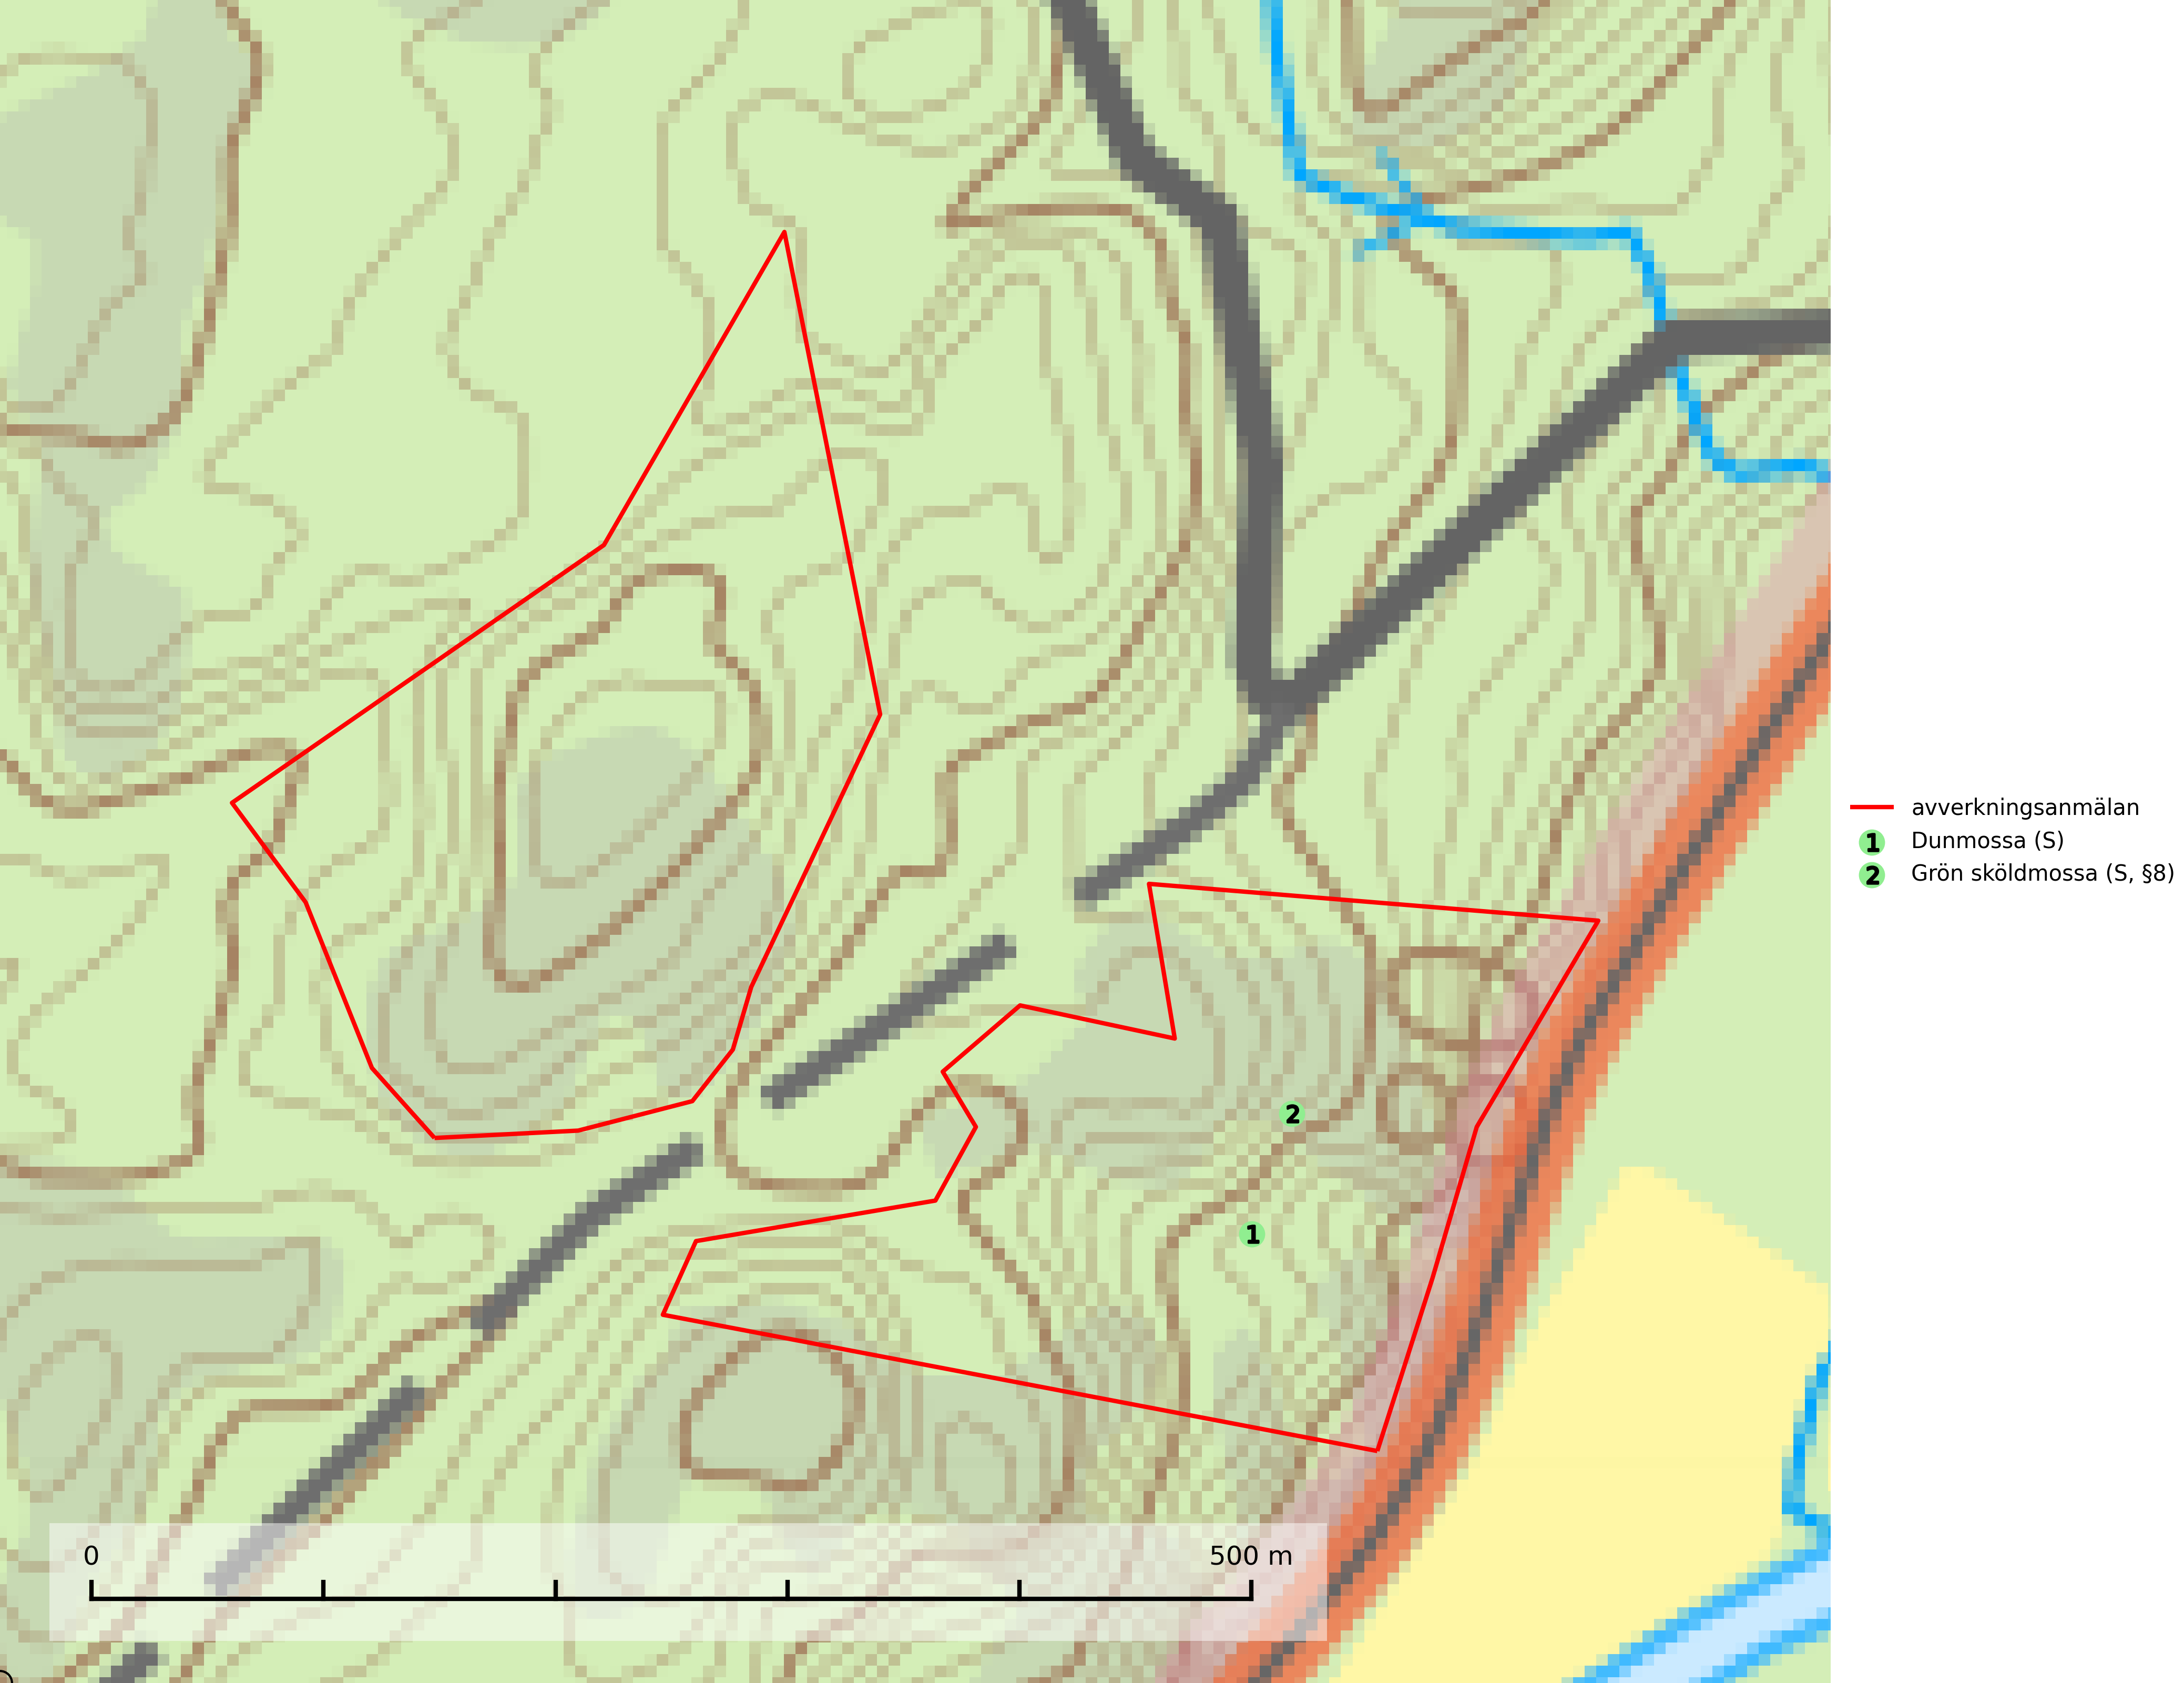 avverkningsanmälan
1 Dunmossa (S)
2 Grön sköldmossa (S, §8)
2
1
0 500 m